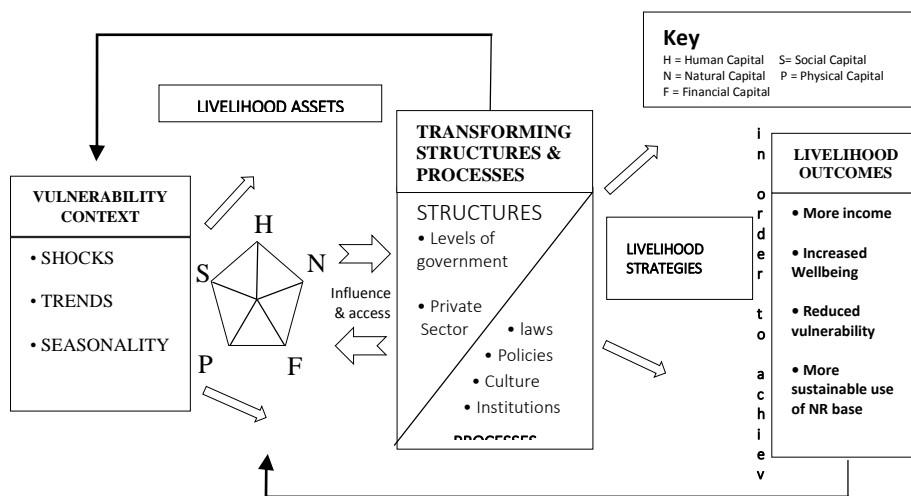 Key
H = Human Capital S= Social Capital
N = Natural Capital P = Physical Capital
F = Financial Capital
LIVELIHOOD ASSETS
VULNERABILITY
CONTEXT
• SHOCKS
• TRENDS
• SEASONALITY
H
S
N
P
F
Influence
& access
TRANSFORMING
STRUCTURES &
PROCESSES
STRUCTURES
• Levels of
government
• Private
Sector
• laws
• Policies
• Culture
• Institutions
PROCESSES
LIVELIHOOD
STRATEGIES
in order to achiev
LIVELIHOOD
OUTCOMES
• More income
• Increased
Wellbeing
• Reduced
vulnerability
• More
sustainable use
of NR base